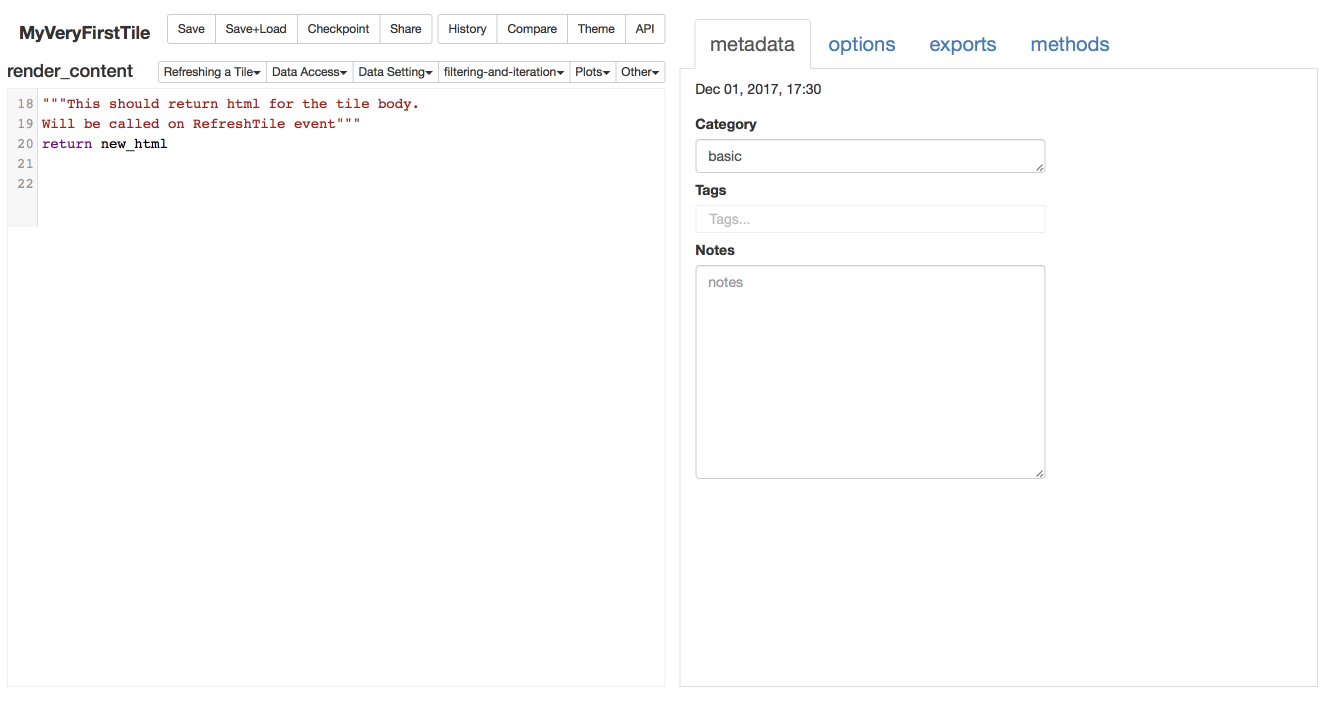 MyVeryFirstTile
Save Save+Load Checkpoint Share History Compare Theme API
render_content
Refreshing a Tile Data Access Data Setting filtering-and-iteration Plots Other
18 """This should return html for the tile body.
19 Will be called on RefreshTile event"""
20 return new_html
21
22
metadata options exports methods
Dec 01, 2017, 17:30
Category
basic
Tags
Tags...
Notes
notes